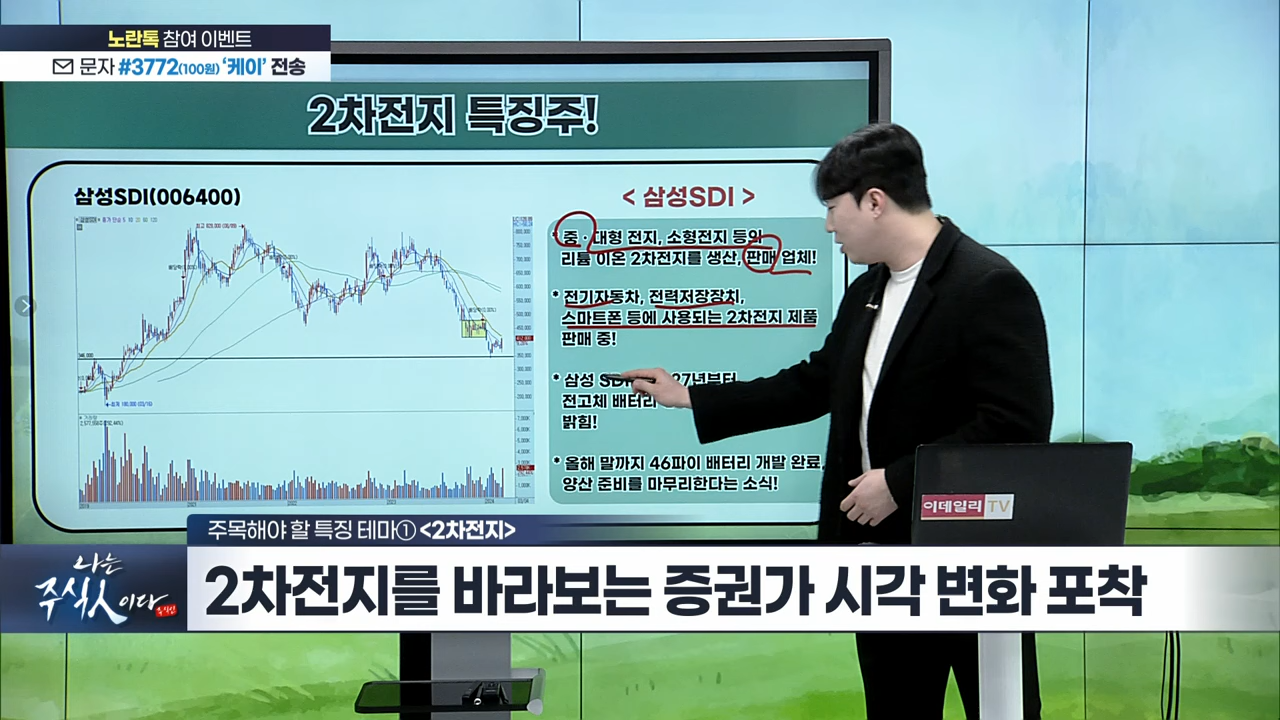 노란톡 참여 이벤트
문자 #3772(100원) '케이' 전송
2차전지 특징주!
삼성SDI(006400)
< 삼성SDI >
* 중·대형 전지, 소형전지 등의
리튬 이온 2차전지를 생산, 판매 업체!
* 전기자동차, 전력저장장치,
스마트폰 등에 사용되는 2차전지 제품
판매 중!
* 삼성 SDI 27년부터
전고체 배터리
밝힘!
* 올해 말까지 46파이 배터리 개발 완료,
양산 준비를 마무리한다는 소식!
이데일리TV
주목해야 할 특징 테마① <2차전지>
나는
주식人이다
2차전지를 바라보는 증권가 시각 변화 포착